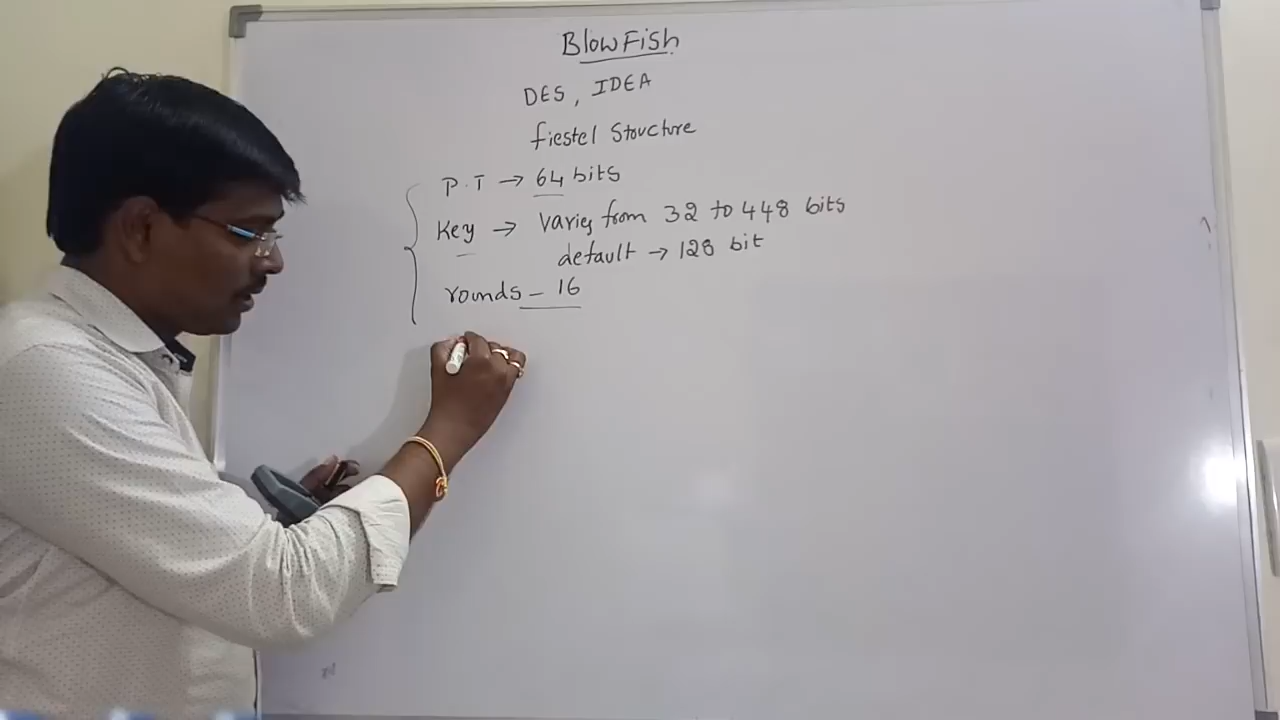 BlowFish
DES, IDEA
fiestel Structure
P.T → 64 bits
Key → Varies from 32 to 448 bits
default → 128 bit
rounds - 16